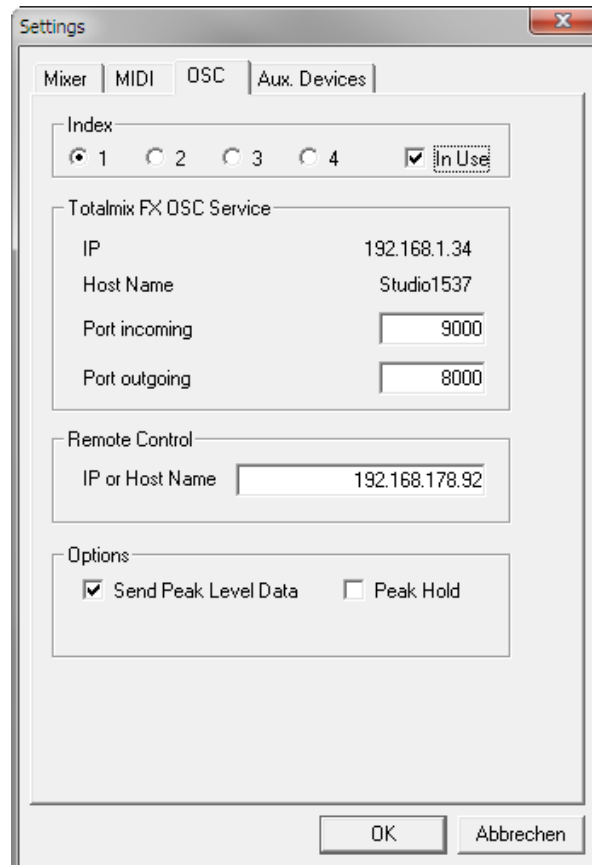 Settings
Mixer MIDI OSC Aux. Devices
Index
1 2 3 4 In Use
Totalmix FX OSC Service
IP 192.168.1.34
Host Name Studio1537
Port incoming 9000
Port outgoing 8000
Remote Control
IP or Host Name 192.168.178.92
Options
Send Peak Level Data Peak Hold
OK Abbrechen